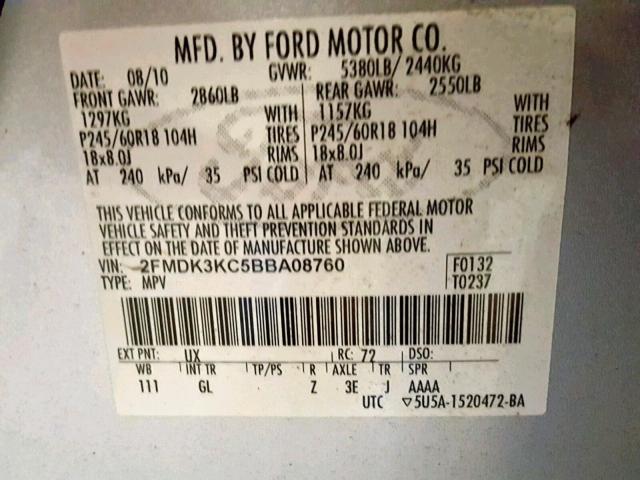 MFD. BY FORD MOTOR CO.
DATE: 08/10 GVWR: 5380LB/ 2440KG
FRONT GAWR: 2860LB REAR GAWR: 2550LB
1297KG WITH 1157KG WITH
P245/60R18 104H TIRES P245/60R18 104H TIRES
18x8.0J RIMS 18x8.0J RIMS
AT 240 kPa/ 35 PSI COLD AT 240 kPa/ 35 PSI COLD
THIS VEHICLE CONFORMS TO ALL APPLICABLE FEDERAL MOTOR
VEHICLE SAFETY AND THEFT PREVENTION STANDARDS IN
EFFECT ON THE DATE OF MANUFACTURE SHOWN ABOVE.
VIN: 2FMDK3KC5BBA08760 F0132
TYPE: MPV T0237
EXT PNT: UX RC: 72 DSO:
WB INT TR TP/PS R AXLE TR SPR
111 GL Z 3E J AAAA
UTC ▽5U5A-1520472-BA